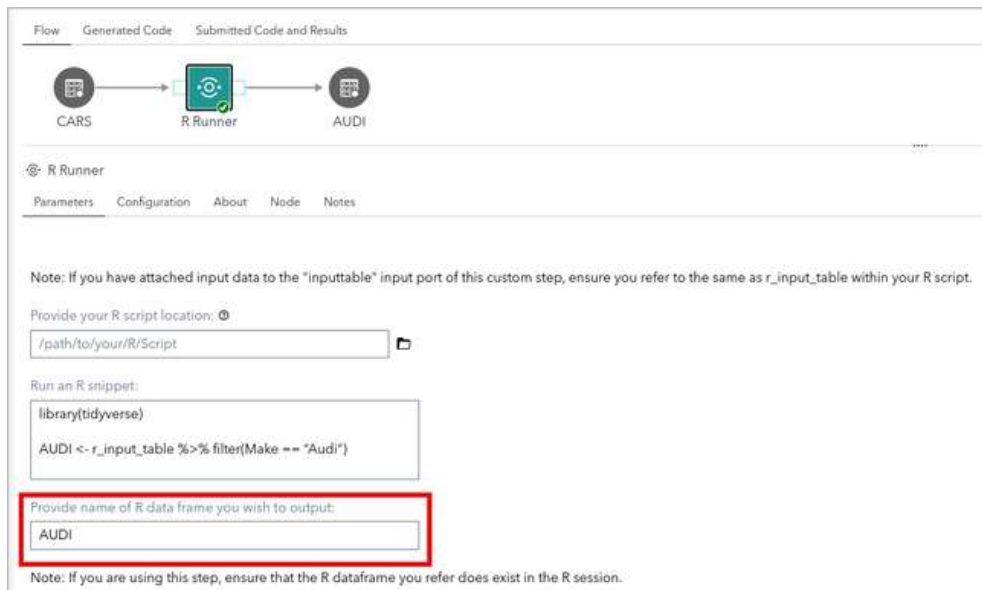 Flow Generated Code Submitted Code and Results
CARS R Runner AUDI
R Runner
Parameters Configuration About Node Notes
Note: If you have attached input data to the "inputtable" input port of this custom step, ensure you refer to the same as r_input_table within your R script.
Provide your R script location:
/path/to/your/R/Script
Run an R snippet:
library(tidyverse)
AUDI <- r_input_table %>% filter(Make == "Audi")
Provide name of R data frame you wish to output:
AUDI
Note: If you are using this step, ensure that the R dataframe you refer does exist in the R session.